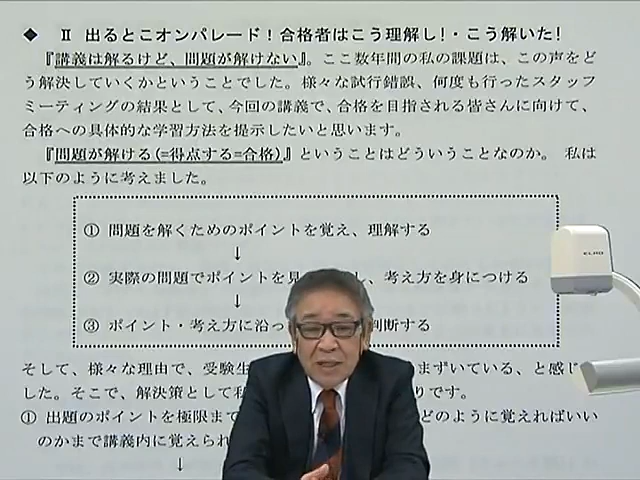 ◆ Ⅱ 出るとこオンパレード！合格者はこう理解し！・こう解いた！
『講義は解るけど、問題が解けない』。ここ数年間の私の課題は、この声をど
う解決していくかということでした。様々な試行錯誤、何度も行ったスタッフ
ミーティングの結果として、今回の講義で、合格を目指される皆さんに向けて、
合格への具体的な学習方法を提示したいと思います。
『問題が解ける(=得点する=合格)』ということはどういうことなのか。 私は
以下のように考えました。
① 問題を解くためのポイントを覚え、理解する
↓
② 実際の問題でポイントを見 し、考え方を身につける
↓
③ ポイント・考え方に沿っ 判断する
そして、様々な理由で、受験生 まずいている、と感じ
した。そこで、解決策として私 りです。
① 出題のポイントを極限まで どのように覚えればいい
のかまで講義内に覚えられ
↓
ELMO